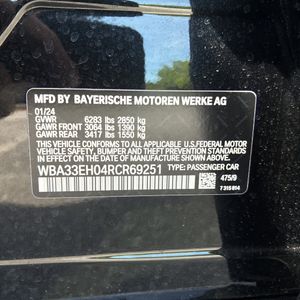 MFD BY BAYERISCHE MOTOREN WERKE AG
01/24
GVWR 6283 lbs 2850 kg
GAWR FRONT 3064 lbs 1390 kg
GAWR REAR 3417 lbs 1550 kg
THIS VEHICLE CONFORMS TO ALL APPLICABLE U.S. FEDERAL MOTOR
VEHICLE SAFETY, BUMPER AND THEFT PREVENTION STANDARDS IN
EFFECT ON THE DATE OF MANUFACTURE SHOWN ABOVE.
WBA33EH04RCR69251 TYPE: PASSENGER CAR
475/9
7 315 814